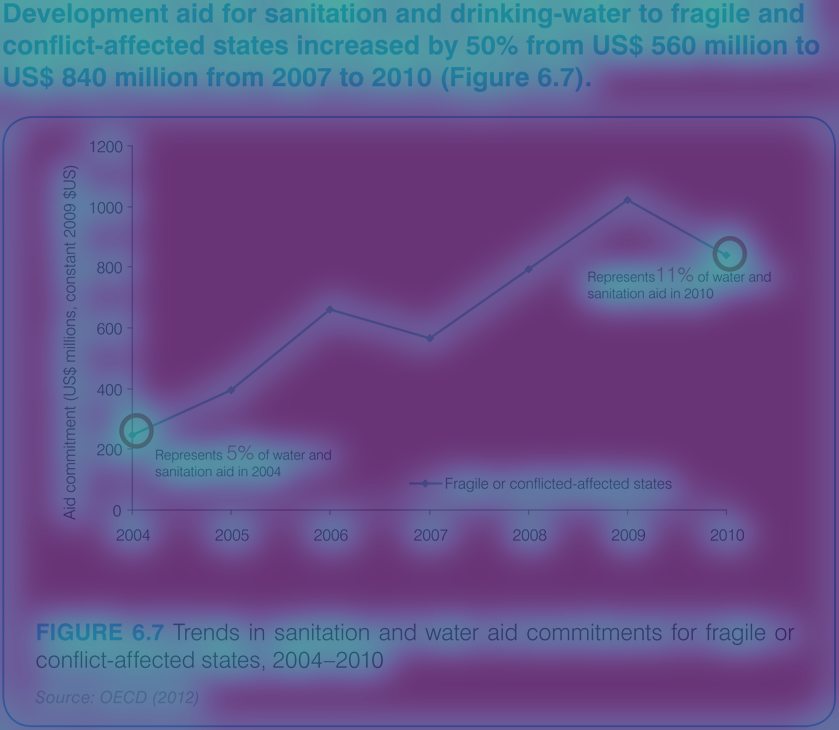 Development aid for sanitation and drinking-water to fragile and
conflict-affected states increased by 50% from US$ 560 million to
US$ 840 million from 2007 to 2010 (Figure 6.7).
Aid commitment (US$ millions, constant 2009 $US)
1200
1000
800
600
400
200
0
Represents 11% of water and
sanitation aid in 2010
Represents 5% of water and
sanitation aid in 2004
Fragile or conflicted-affected states
2004 2005 2006 2007 2008 2009 2010
FIGURE 6.7 Trends in sanitation and water aid commitments for fragile or
conflict-affected states, 2004–2010
Source: OECD (2012)